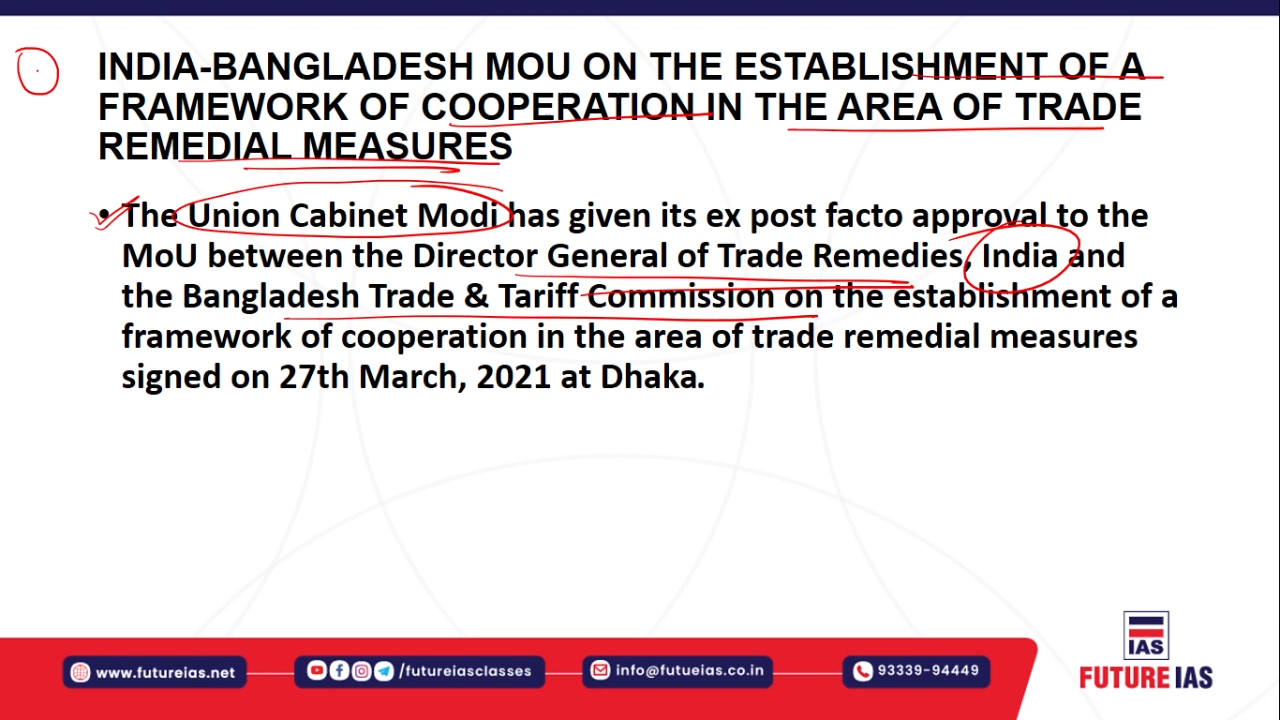 INDIA-BANGLADESH MOU ON THE ESTABLISHMENT OF A
FRAMEWORK OF COOPERATION IN THE AREA OF TRADE
REMEDIAL MEASURES
• The Union Cabinet Modi has given its ex post facto approval to the
MoU between the Director General of Trade Remedies, India and
the Bangladesh Trade & Tariff Commission on the establishment of a
framework of cooperation in the area of trade remedial measures
signed on 27th March, 2021 at Dhaka.
IAS
www.futureias.net
/futureiasclasses
info@futueias.co.in
93339-94449
FUTURE IAS